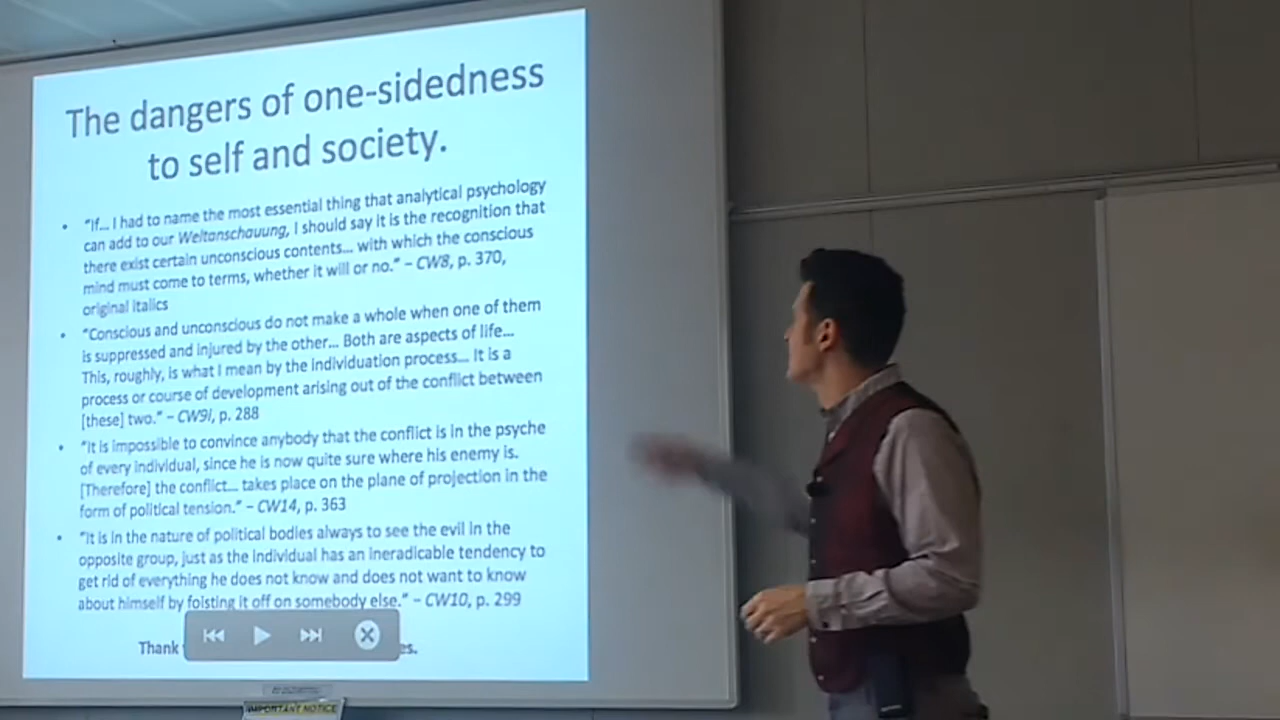 The dangers of one-sidedness
to self and society.
• "If... I had to name the most essential thing that analytical psychology
can add to our Weltanschauung, I should say it is the recognition that
there exist certain unconscious contents... with which the conscious
mind must come to terms, whether it will or no." – CW8, p. 370,
original italics
• "Conscious and unconscious do not make a whole when one of them
is suppressed and injured by the other... Both are aspects of life...
This, roughly, is what I mean by the individuation process... It is a
process or course of development arising out of the conflict between
[these] two." – CW9i, p. 288
• "It is impossible to convince anybody that the conflict is in the psyche
of every individual, since he is now quite sure where his enemy is.
[Therefore] the conflict... takes place on the plane of projection in the
form of political tension." – CW14, p. 363
• "It is in the nature of political bodies always to see the evil in the
opposite group, just as the individual has an ineradicable tendency to
get rid of everything he does not know and does not want to know
about himself by foisting it off on somebody else." – CW10, p. 299
Thank
IMPORTANT NOTICE